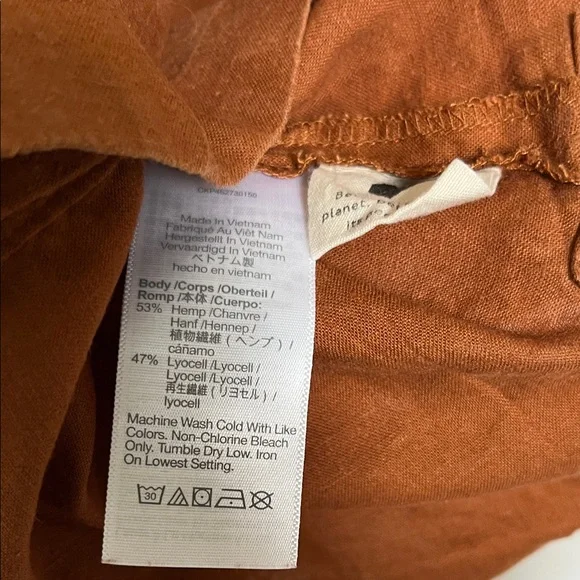 Made In Vietnam
Fabriqué Au Việt Nam
Hergestellt In Vietnam
Vervaardigd In Vietnam
ベトナム製
hecho en vietnam
Body /Corps /Oberteil /
Romp /本体 /Cuerpo:
53% Hemp /Chanvre /
Hanf /Hennep /
植物繊維 (ヘンプ) /
cáñamo
47% Lyocell /Lyocell /
Lyocell /Lyocell /
再生繊維 (リヨセル) /
lyocell
Machine Wash Cold With Like
Colors. Non-Chlorine Bleach
Only. Tumble Dry Low. Iron
On Lowest Setting.
30
planet,